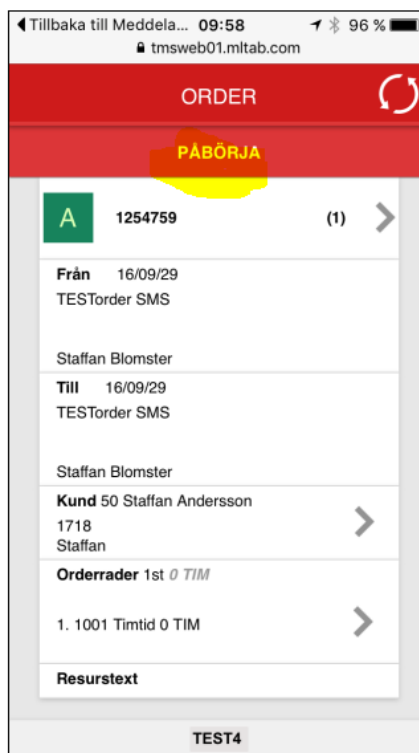 Tillbaka till Meddela... 09:58 96 %
tmsweb01.mltab.com
ORDER
PÅBÖRJA
A 1254759 (1)
Från 16/09/29
TESTorder SMS
Staffan Blomster
Till 16/09/29
TESTorder SMS
Staffan Blomster
Kund 50 Staffan Andersson
1718
Staffan
Orderrader 1st 0 TIM
1. 1001 Timtid 0 TIM
Resurstext
TEST4